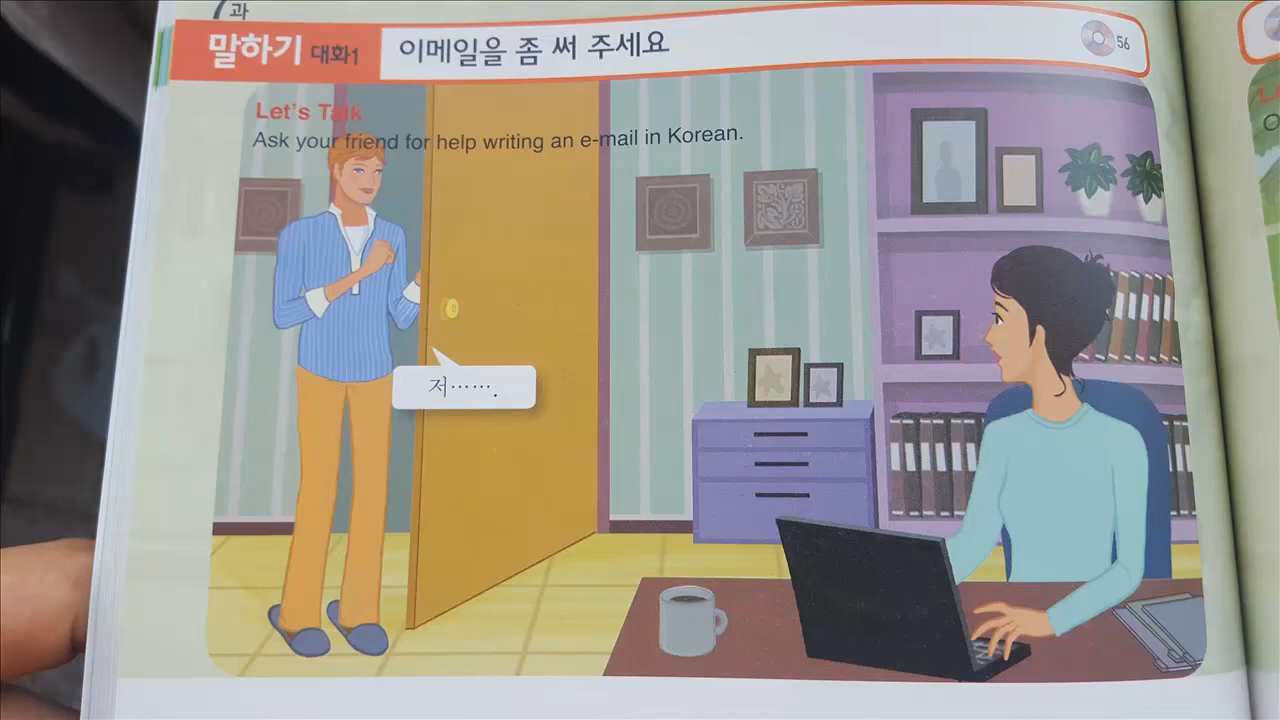 과
말하기 대화1 이메일을 좀 써 주세요
56
Let's Talk
Ask your friend for help writing an e-mail in Korean.
저…….